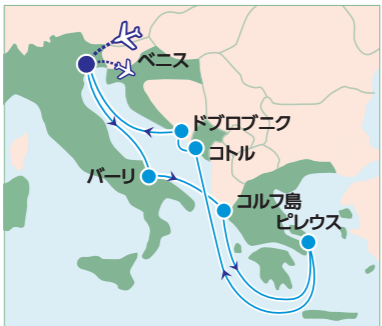 ベニス
ドブロブニク
コトル
バーリ
コルフ島
ピレウス